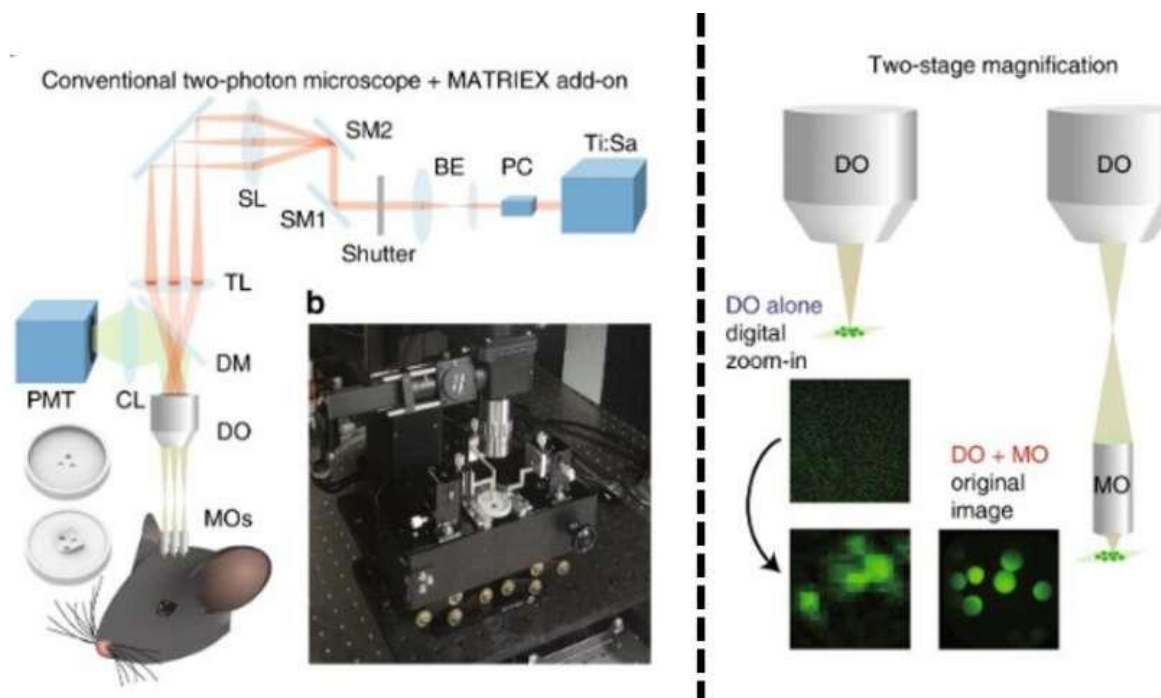 Conventional two-photon microscope + MATRIEX add-on
SM2
Ti:Sa
BE
PC
SL
SM1
Shutter
TL
b
DM
PMT
CL
DO
MOs
Two-stage magnification
DO
DO
DO alone
digital
zoom-in
DO + MO
original
image
MO